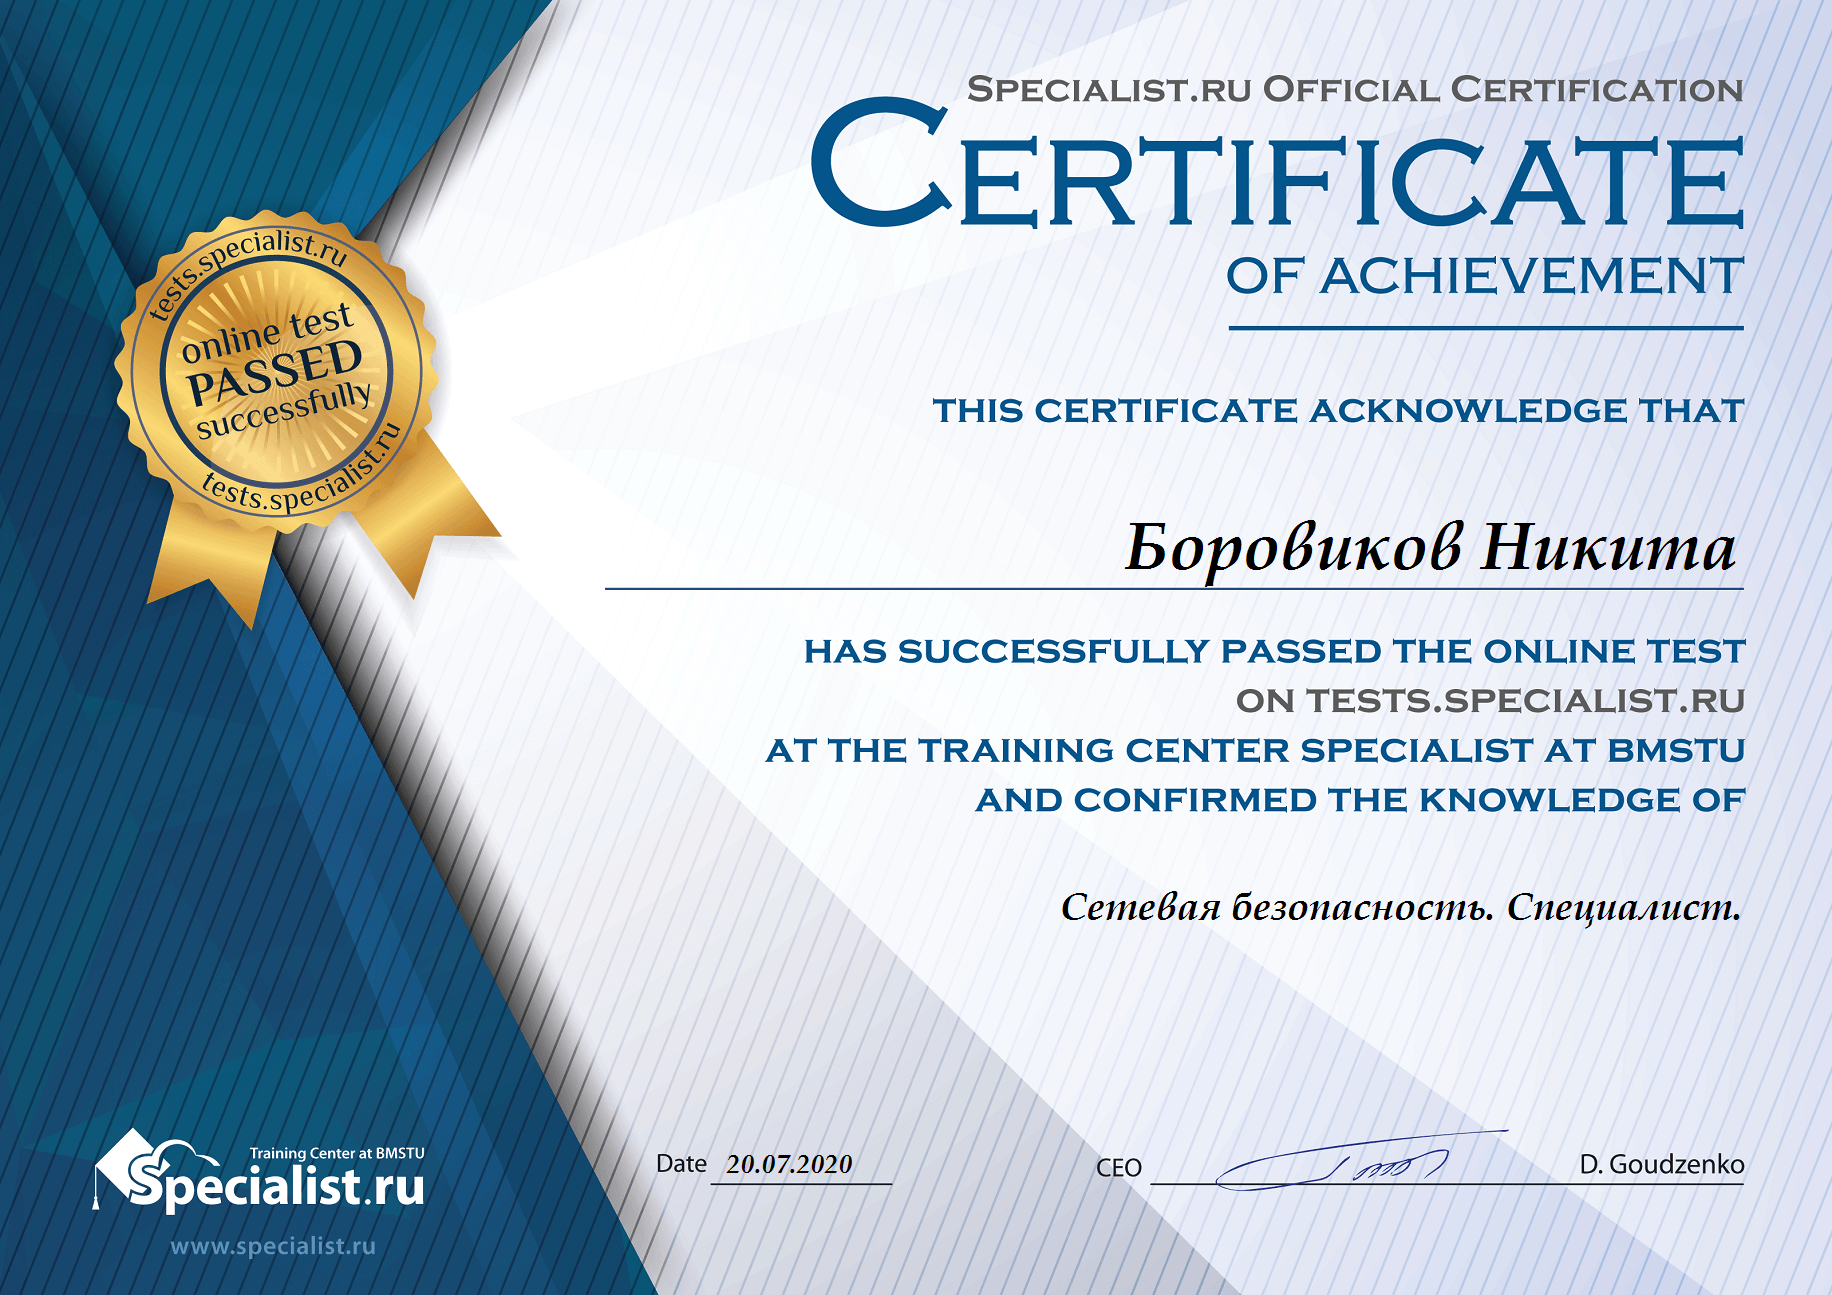 Specialist.ru Official Certification
Certificate
of Achievement
tests.specialist.ru
online test
PASSED
successfully
tests.specialist.ru
this certificate acknowledge that
Боровиков Никита
has successfully passed the online test
on tests.specialist.ru
at the training center specialist at BMSTU
and confirmed the knowledge of
Сетевая безопасность. Специалист.
Training Center at BMSTU
Specialist.ru
www.specialist.ru
Date 20.07.2020
CEO D. Goudzenko